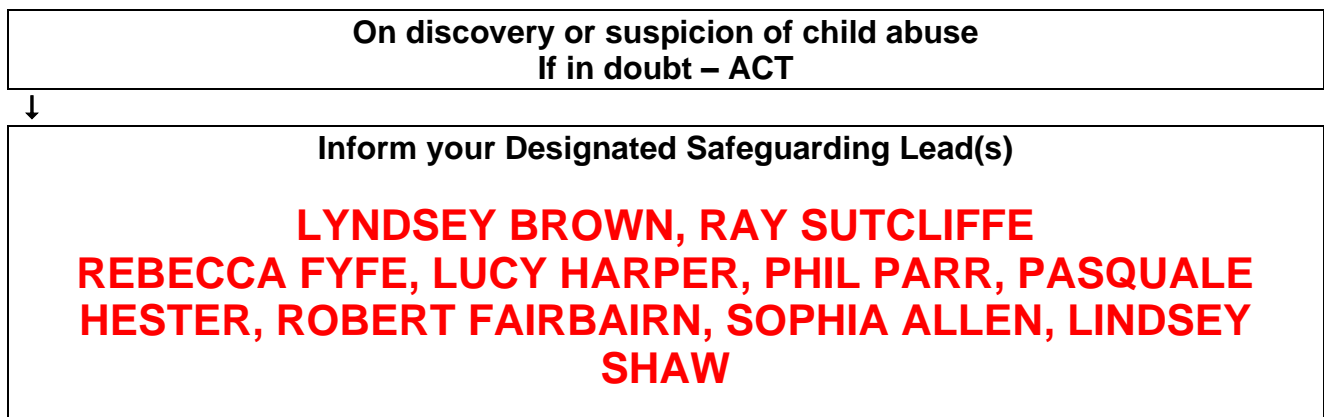 On discovery or suspicion of child abuse
If in doubt – ACT
↓
Inform your Designated Safeguarding Lead(s)
LYNDSEY BROWN, RAY SUTCLIFFE
REBECCA FYFE, LUCY HARPER, PHIL PARR, PASQUALE
HESTER, ROBERT FAIRBAIRN, SOPHIA ALLEN, LINDSEY
SHAW